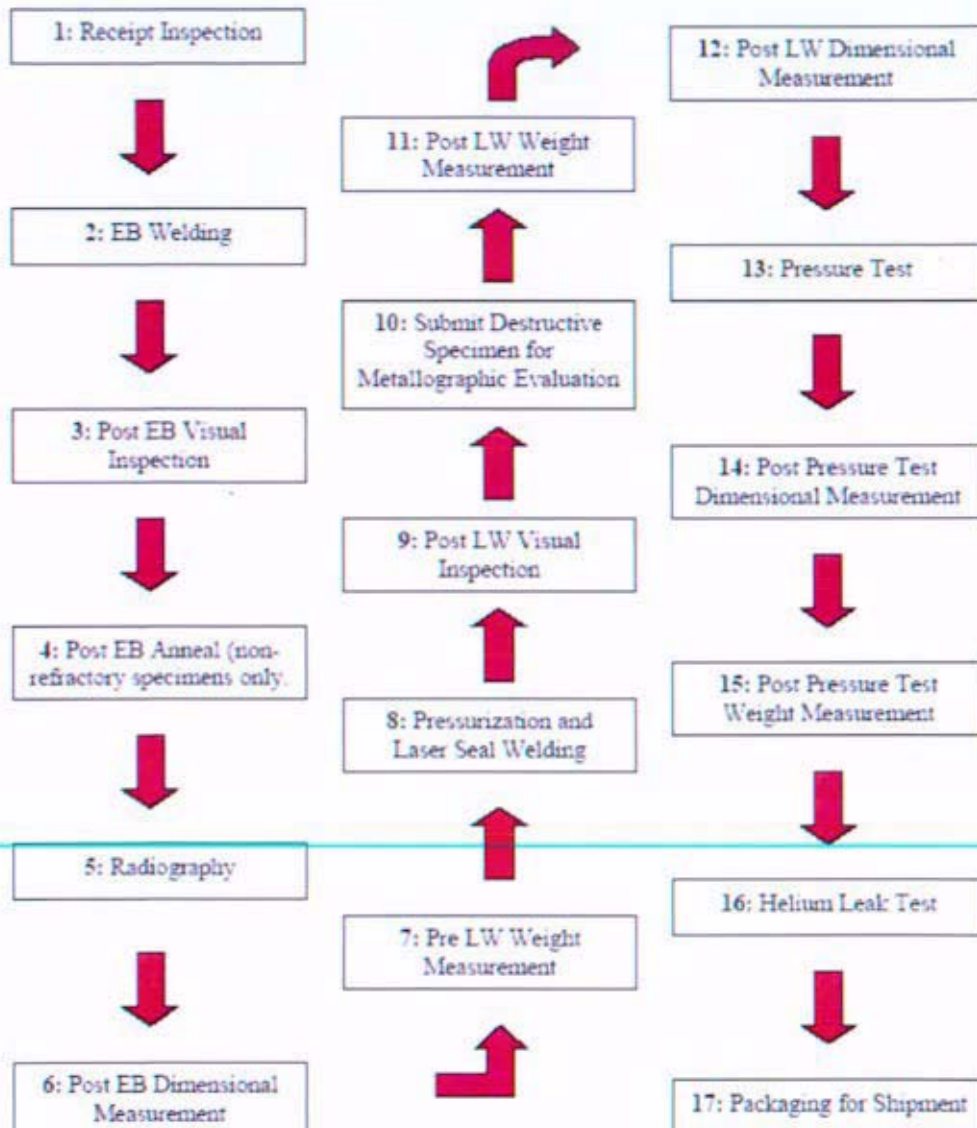 1: Receipt Inspection
2: EB Welding
3: Post EB Visual
Inspection
4: Post EB Anneal (non-
refractory specimens only.
5: Radiography
6: Post EB Dimensional
Measurement
7: Pre LW Weight
Measurement
8: Pressurization and
Laser Seal Welding
9: Post LW Visual
Inspection
10: Submit Destructive
Specimen for
Metallographic Evaluation
11: Post LW Weight
Measurement
12: Post LW Dimensional
Measurement
13: Pressure Test
14: Post Pressure Test
Dimensional Measurement
15: Post Pressure Test
Weight Measurement
16: Helium Leak Test
17: Packaging for Shipment